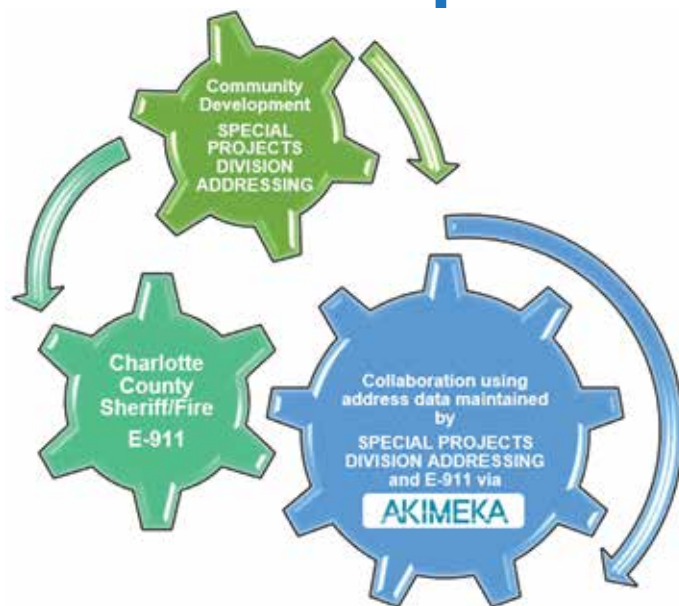 Community
Development
SPECIAL
PROJECTS
DIVISION
ADDRESSING
Charlotte
County
Sheriff/Fire
E-911
Collaboration using
address data maintained
by
SPECIAL PROJECTS
DIVISION ADDRESSING
and E-911 via
AKIMEKA